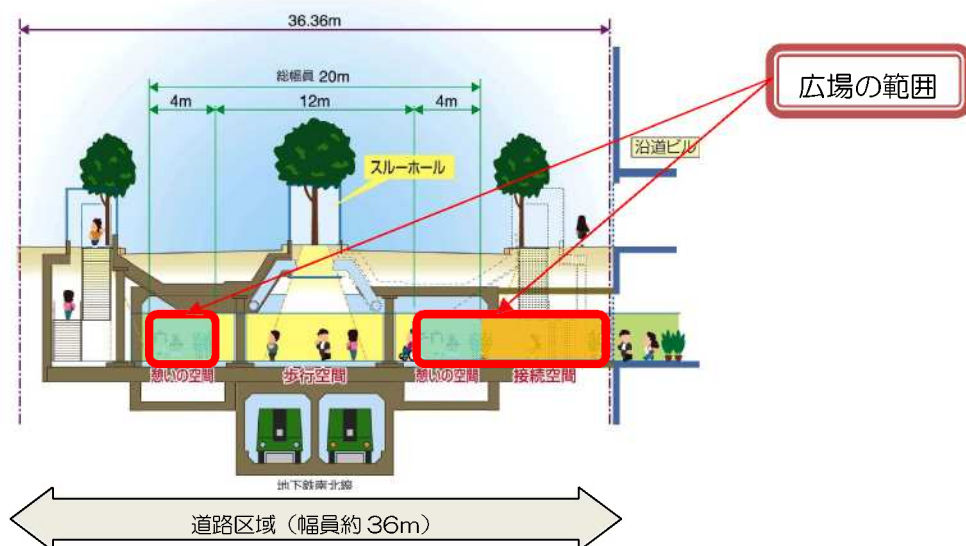 36.36m
総幅員 20m
4m
12m
4m
広場の範囲
沿道ビル
スルーホール
憩いの空間
歩行空間
憩いの空間
接続空間
地下鉄南北線
道路区域（幅員約 36m）